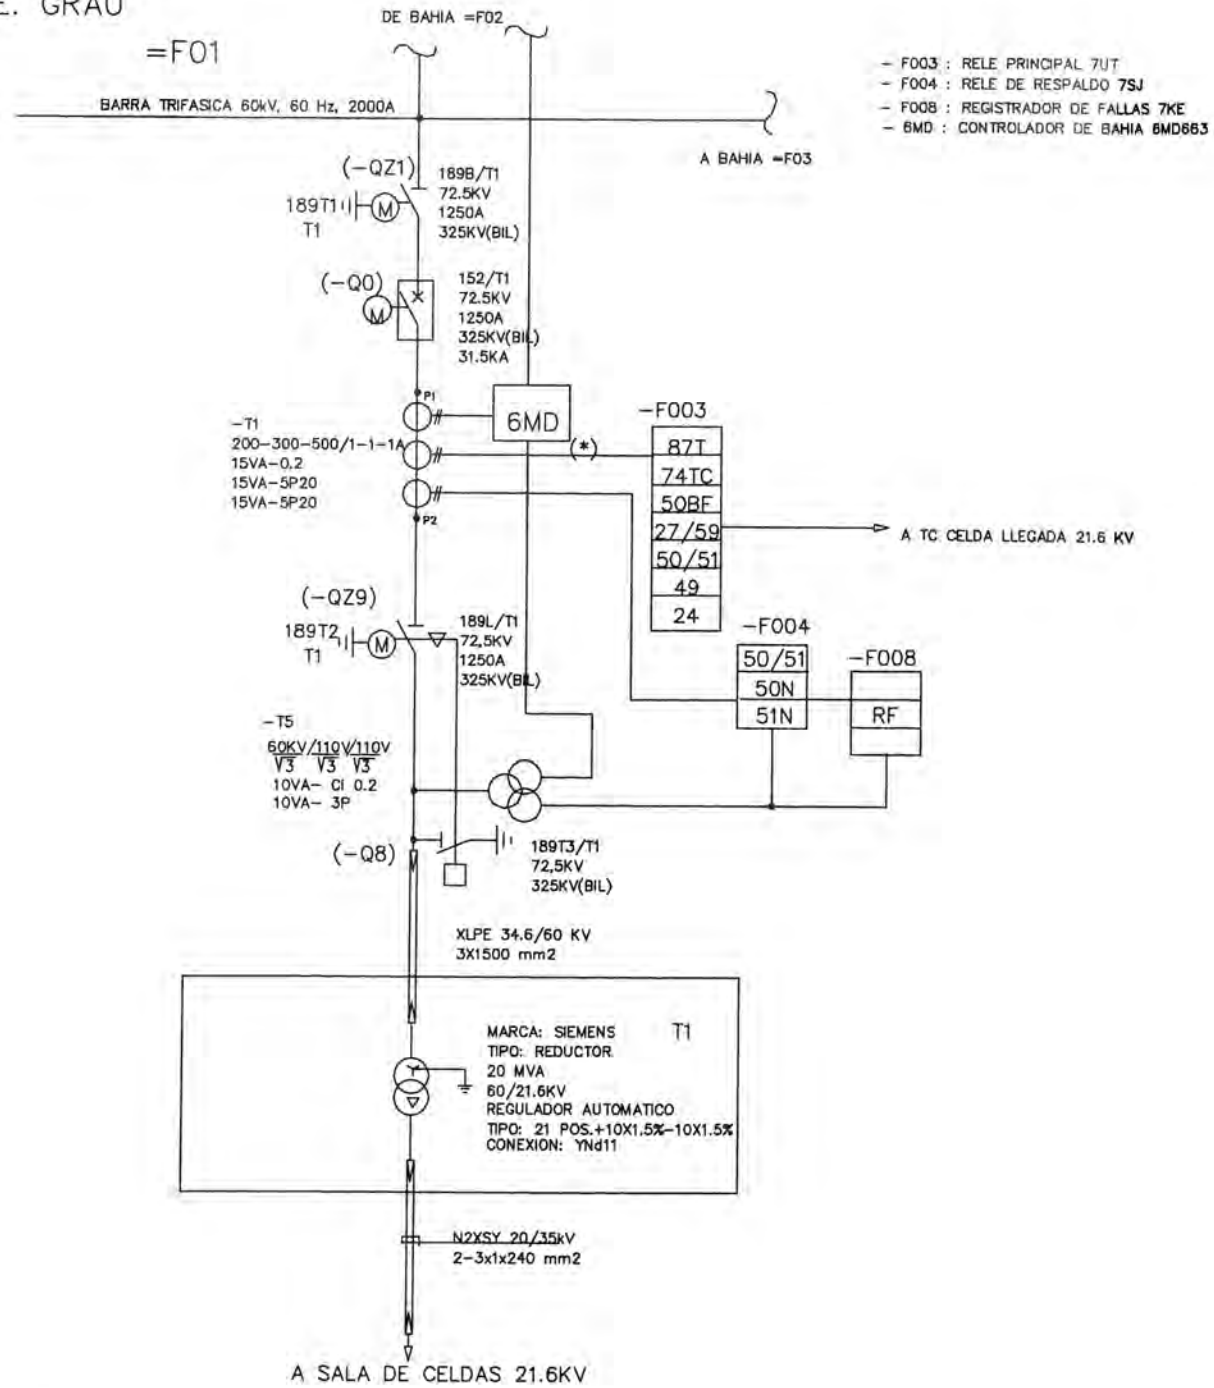 E. GRAU
=F01
DE BAHIA =F02
BARRA TRIFASICA 60kV, 60 Hz, 2000A
A BAHIA =F03
- F003 : RELE PRINCIPAL 7UT
- F004 : RELE DE RESPALDO 7SJ
- F008 : REGISTRADOR DE FALLAS 7KE
- 6MD : CONTROLADOR DE BAHIA 6MD663
(-QZ1)
189T1
T1
M
189B/T1
72.5KV
1250A
325KV(BIL)
(-Q0)
M
152/T1
72.5KV
1250A
325KV(BIL)
31.5KA
P1
-T1
200-300-500/1-1-1A
15VA-0.2
15VA-5P20
15VA-5P20
P2
6MD
(*)
-F003
87T
74TC
50BF
27/59
50/51
49
24
A TC CELDA LLEGADA 21.6 KV
(-QZ9)
189T2
T1
M
189L/T1
72,5KV
1250A
325KV(BIL)
-F004
50/51
50N
51N
-F008
RF
-T5
60KV/110V/110V
√3 √3 √3
10VA- Cl 0.2
10VA- 3P
(-Q8)
189T3/T1
72,5KV
325KV(BIL)
XLPE 34.6/60 KV
3X1500 mm2
MARCA: SIEMENS
T1
TIPO: REDUCTOR
20 MVA
60/21.6KV
REGULADOR AUTOMATICO
TIPO: 21 POS.+10X1.5%-10X1.5%
CONEXION: YNd11
N2XSY 20/35kV
2-3x1x240 mm2
A SALA DE CELDAS 21.6KV